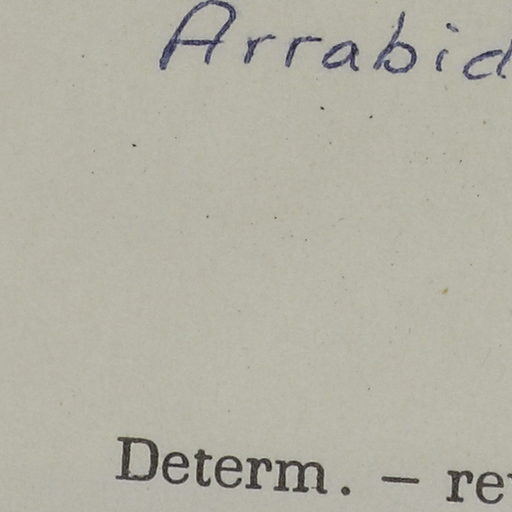 Arrabid
Determ. – re